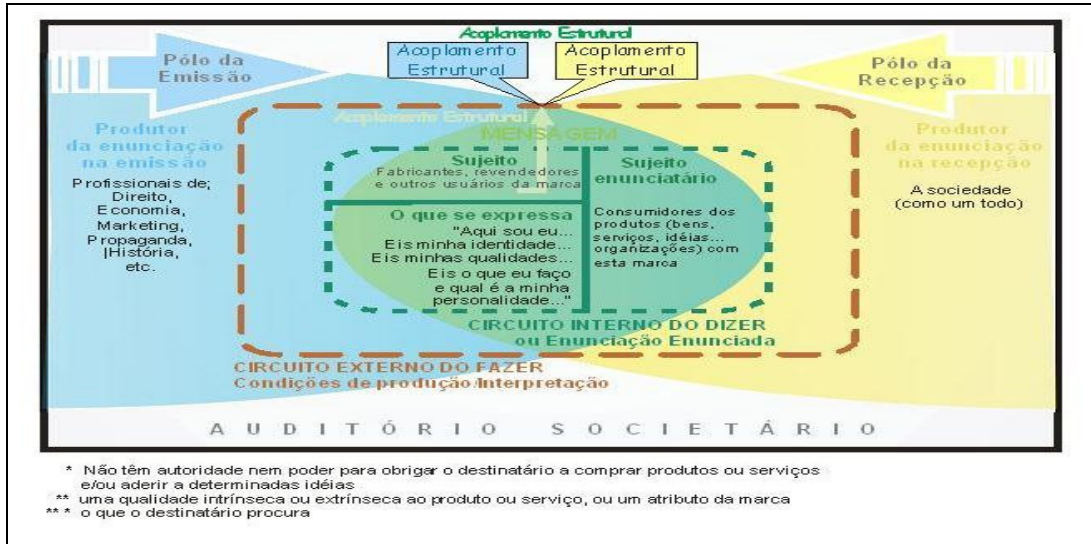 Acoplamento Estrutural
Acoplamento
Estrutural
Acoplamento
Estrutural
Pólo da
Emissão
Pólo da
Recepção
Acoplamento Estrutural
MENSAGEM
Produtor
da enunciação
na emissão
Profissionais de;
Direito,
Economia,
Marketing,
Propaganda,
|História,
etc.
Sujeito
Fabricantes, revendedores
e outros usuários da marca
O que se expressa
"Aqui sou eu...
Eis minha identidade...
Eis minhas qualidades...
Eis o que eu faço
e qual é a minha
personalidade..."
Sujeito
enunciatário
Consumidores dos
produtos (bens,
serviços, idéias...
organizações) com
esta marca
Produtor
da enunciação
na recepção
A sociedade
(como um todo)
CIRCUITO INTERNO DO DIZER
ou Enunciação Enunciada
CIRCUITO EXTERNO DO FAZER
Condições de produção/Interpretação
AUDITÓRIO SOCIETÁRIO
* Não têm autoridade nem poder para obrigar o destinatário a comprar produtos ou serviços
e/ou aderir a determinadas idéias
** uma qualidade intrínseca ou extrínseca ao produto ou serviço, ou um atributo da marca
*** o que o destinatário procura